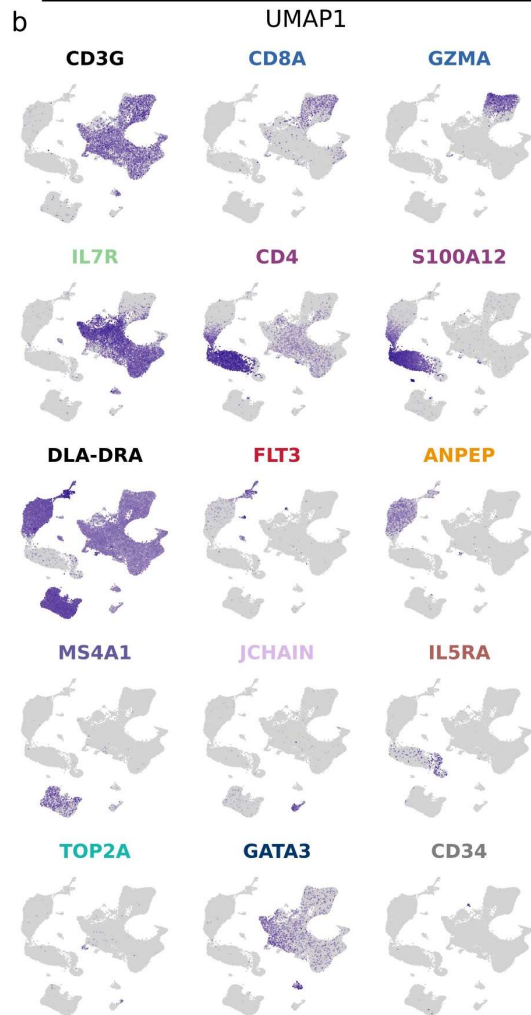 UMAP1
b
CD3G CD8A GZMA
IL7R CD4 S100A12
DLA-DRA FLT3 ANPEP
MS4A1 JCHAIN IL5RA
TOP2A GATA3 CD34